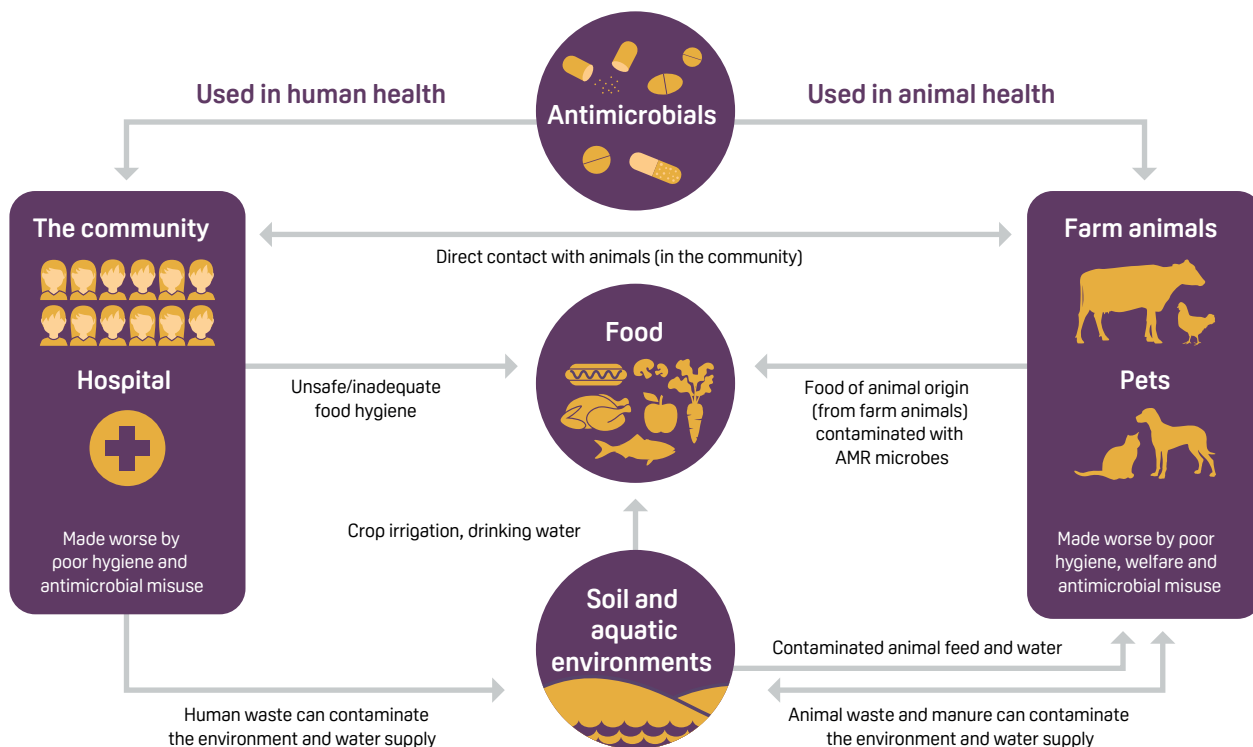 Used in human health
Antimicrobials
Used in animal health
The community
Hospital
Made worse by
poor hygiene and
antimicrobial misuse
Direct contact with animals (in the community)
Farm animals
Pets
Made worse by poor
hygiene, welfare and
antimicrobial misuse
Food
Unsafe/inadequate
food hygiene
Food of animal origin
(from farm animals)
contaminated with
AMR microbes
Crop irrigation, drinking water
Soil and
aquatic
environments
Contaminated animal feed and water
Human waste can contaminate
the environment and water supply
Animal waste and manure can contaminate
the environment and water supply